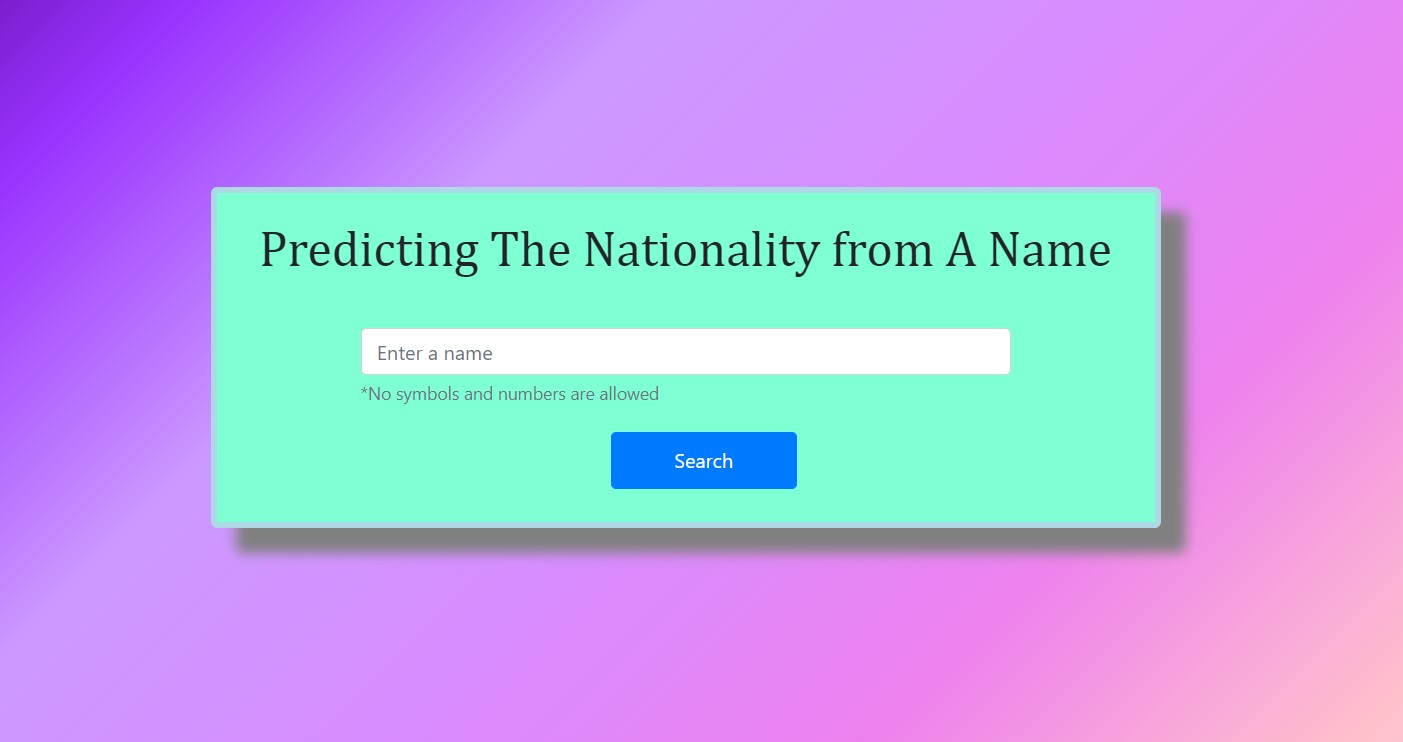 Predicting The Nationality from A Name
Enter a name
*No symbols and numbers are allowed
Search